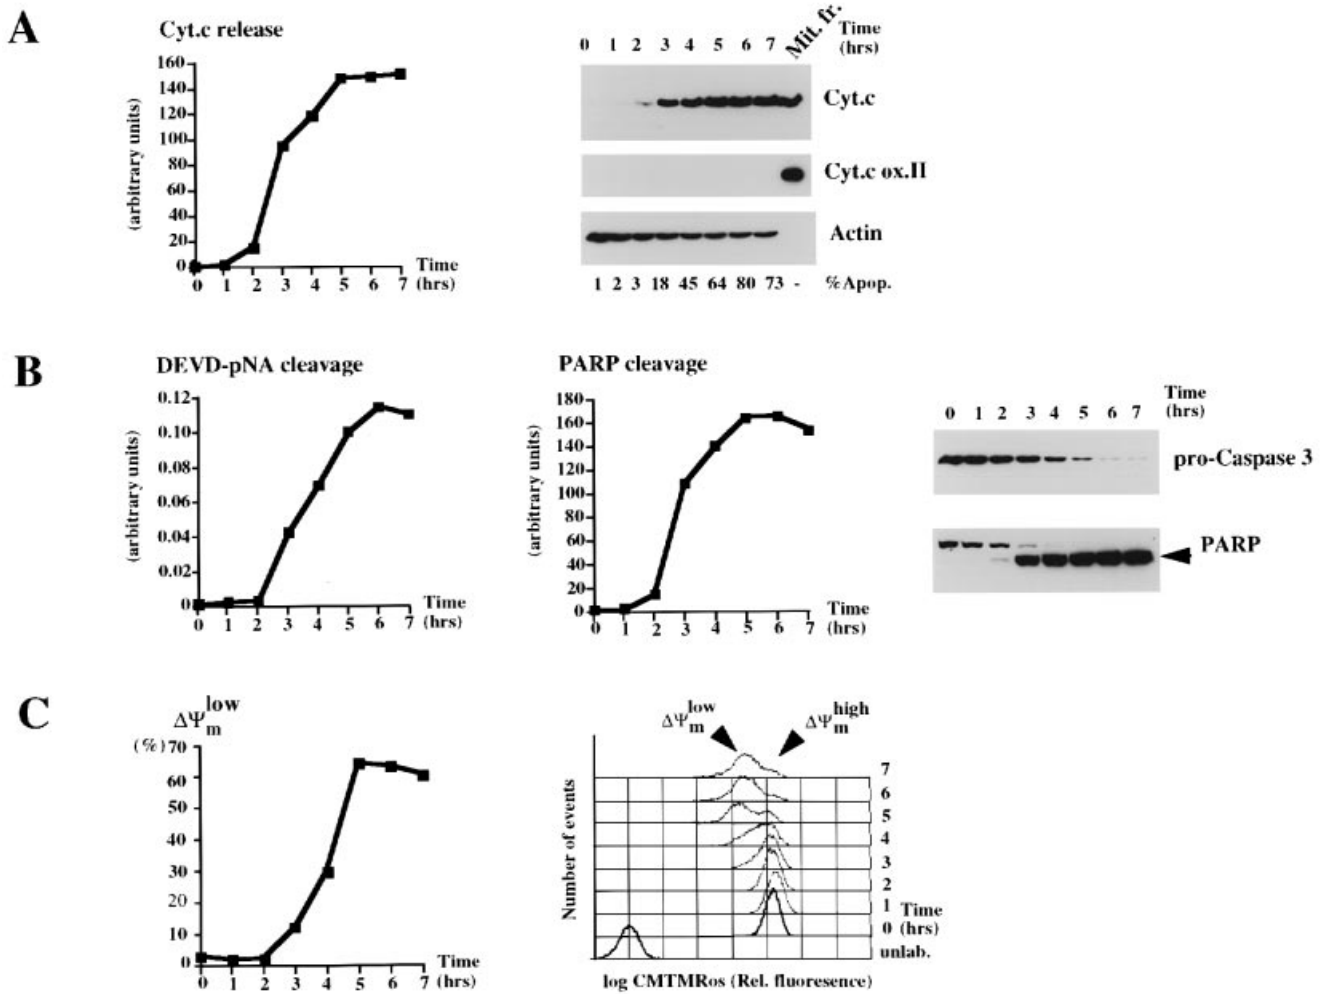 A
Cyt.c release
(arbitrary units)
160
140
120
100
80
60
40
20
0
0 1 2 3 4 5 6 7
Time
(hrs)
0 1 2 3 4 5 6 7 Mit. fr.
Time
(hrs)
Cyt.c
Cyt.c ox.II
Actin
1 2 3 18 45 64 80 73 - %Apop.
B
DEVD-pNA cleavage
(arbitrary units)
0.12
0.10
0.08
0.06
0.04
0.02
0
0 1 2 3 4 5 6 7
Time
(hrs)
PARP cleavage
(arbitrary units)
180
160
140
120
100
80
60
40
20
0
0 1 2 3 4 5 6 7
Time
(hrs)
0 1 2 3 4 5 6 7
Time
(hrs)
pro-Caspase 3
PARP
C
ΔΨm low
(%)
70
60
50
40
30
20
10
0
0 1 2 3 4 5 6 7
Time
(hrs)
ΔΨm low
ΔΨm high
Number of events
7
6
5
4
3
2
1
0
Time
(hrs)
unlab.
log CMTMRos (Rel. fluoresence)